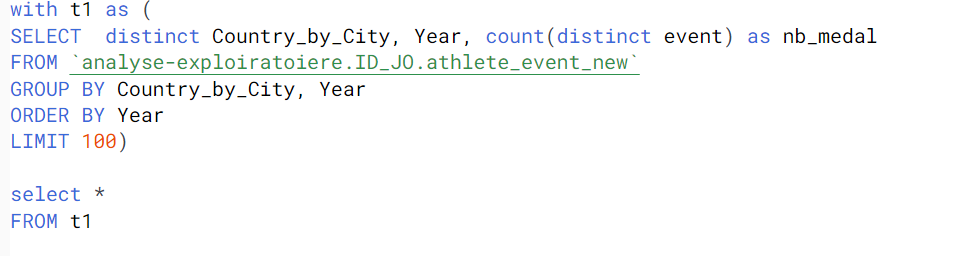 with t1 as (
SELECT  distinct Country_by_City, Year, count(distinct event) as nb_medal
FROM `analyse-exploiratoiere.ID_JO.athlete_event_new`
GROUP BY Country_by_City, Year
ORDER BY Year
LIMIT 100)
select *
FROM t1